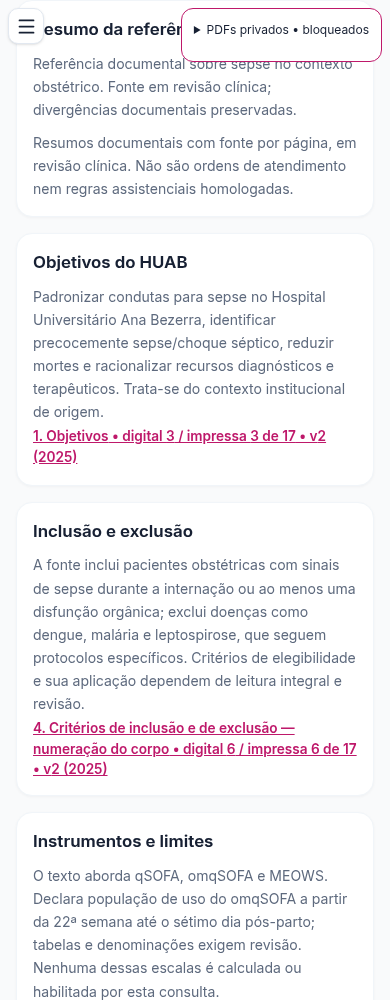 esumo da referên
▶ PDFs privados • bloqueados
Referência documental sobre sepse no contexto
obstétrico. Fonte em revisão clínica;
divergências documentais preservadas.
Resumos documentais com fonte por página, em
revisão clínica. Não são ordens de atendimento
nem regras assistenciais homologadas.
Objetivos do HUAB
Padronizar condutas para sepse no Hospital
Universitário Ana Bezerra, identificar
precocemente sepse/choque séptico, reduzir
mortes e racionalizar recursos diagnósticos e
terapêuticos. Trata-se do contexto institucional
de origem.
1. Objetivos • digital 3 / impressa 3 de 17 • v2
(2025)
Inclusão e exclusão
A fonte inclui pacientes obstétricas com sinais
de sepse durante a internação ou ao menos uma
disfunção orgânica; exclui doenças como
dengue, malária e leptospirose, que seguem
protocolos específicos. Critérios de elegibilidade
e sua aplicação dependem de leitura integral e
revisão.
4. Critérios de inclusão e de exclusão —
numeração do corpo • digital 6 / impressa 6 de 17
• v2 (2025)
Instrumentos e limites
O texto aborda qSOFA, omqSOFA e MEOWS.
Declara população de uso do omqSOFA a partir
da 22ª semana até o sétimo dia pós-parto;
tabelas e denominações exigem revisão.
Nenhuma dessas escalas é calculada ou
habilitada por esta consulta.